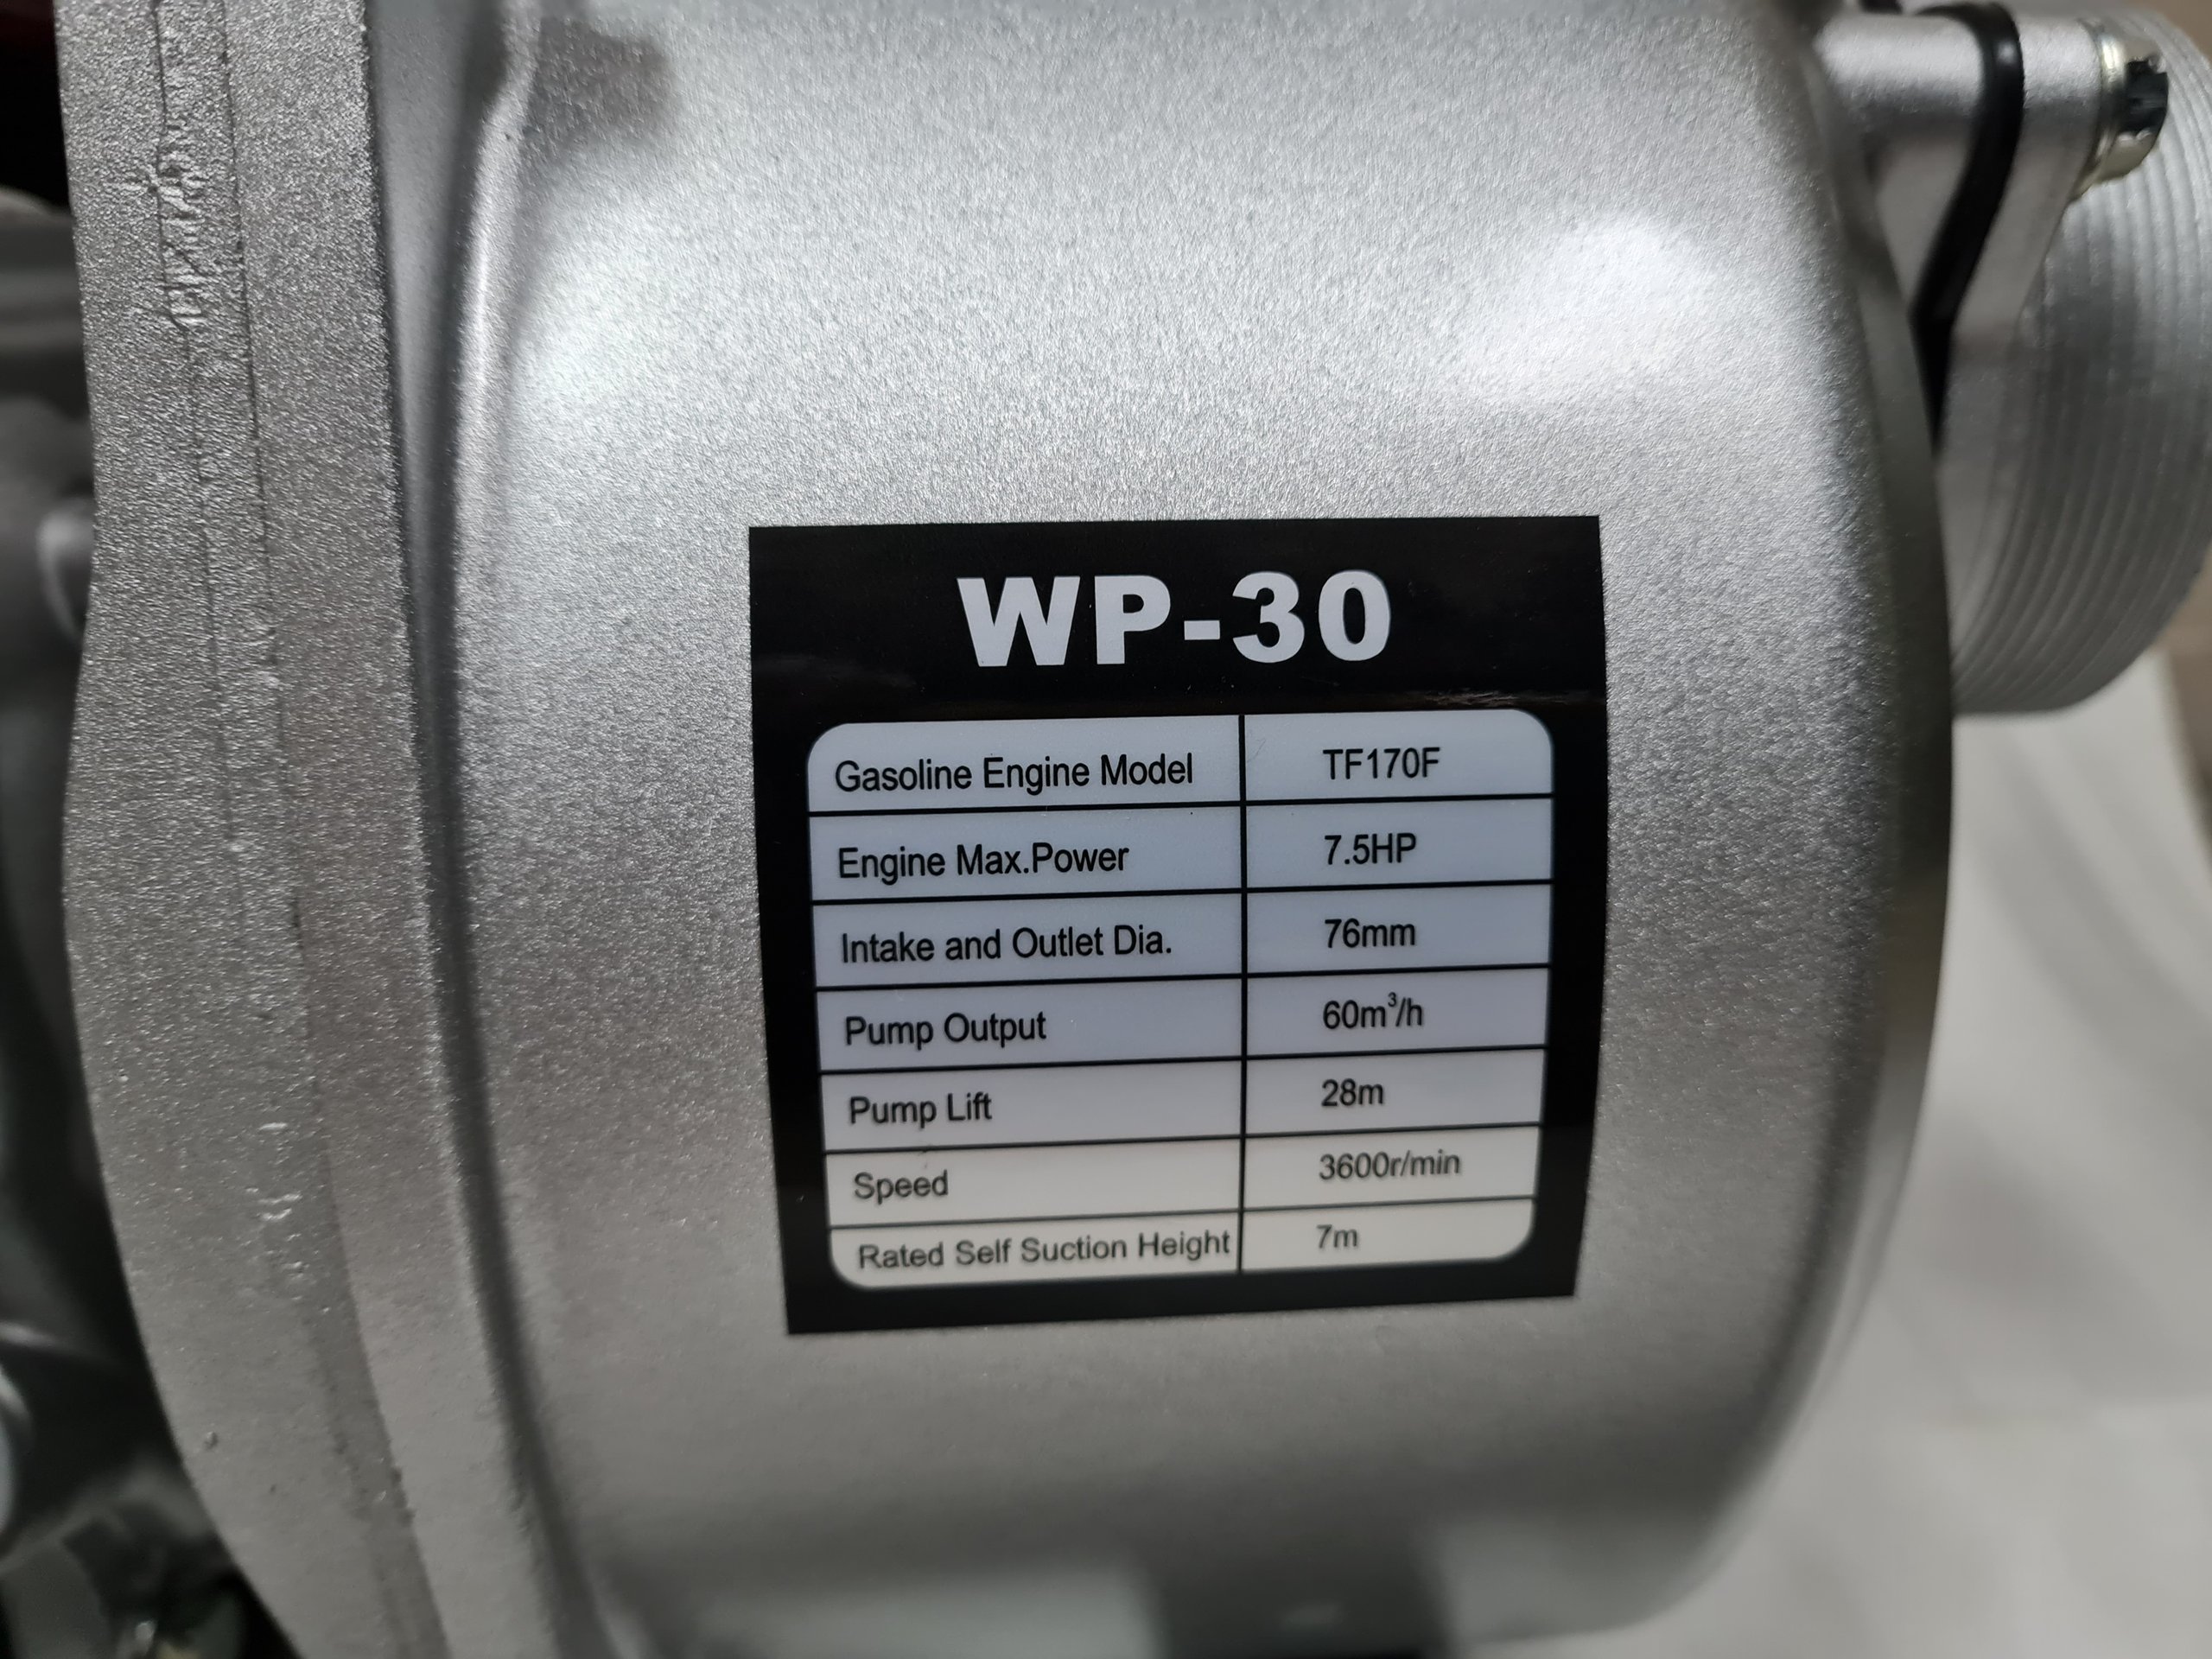 WP-30
Gasoline Engine Model TF170F
Engine Max.Power 7.5HP
Intake and Outlet Dia. 76mm
Pump Output 60m³/h
Pump Lift 28m
Speed 3600r/min
Rated Self Suction Height 7m